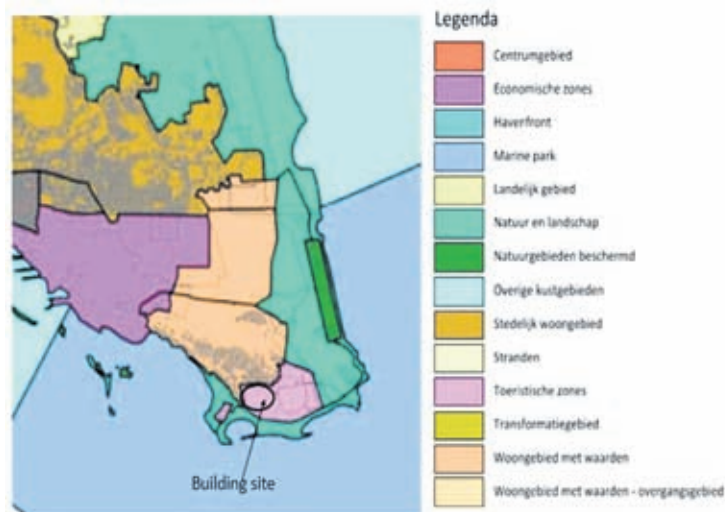 Legenda
Centrumgebied
Economische zones
Haverfront
Marine park
Landelijk gebied
Natuur en landschap
Natuurgebieden beschermd
Overige kustgebieden
Stedelijk woongebied
Stranden
Toeristische zones
Transformatiegebied
Woongebied met waarden
Woongebied met waarden - overgangsgebied
Building site